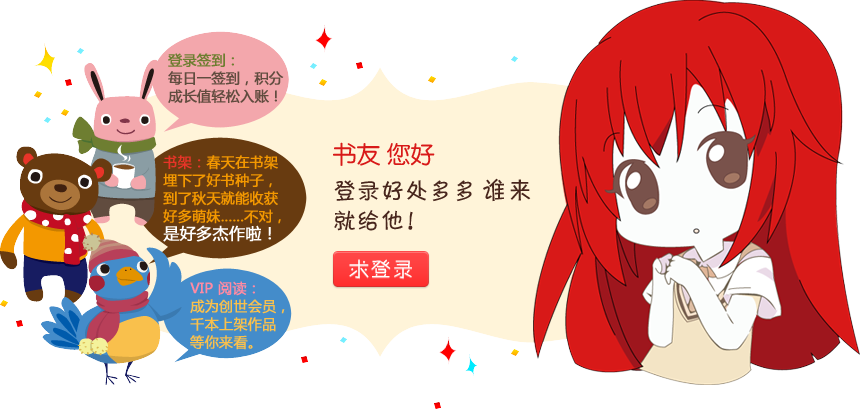 登录签到：
每日一签到，积分
成长值轻松入账！
书架：春天在书架
埋下了好书种子，
到了秋天就能收获
好多萌妹......不对，
是好多杰作啦！
VIP 阅读：
成为创世会员，
千本上架作品
等你来看。
书友 您好
登录好处多多 谁来
就给他！
求登录